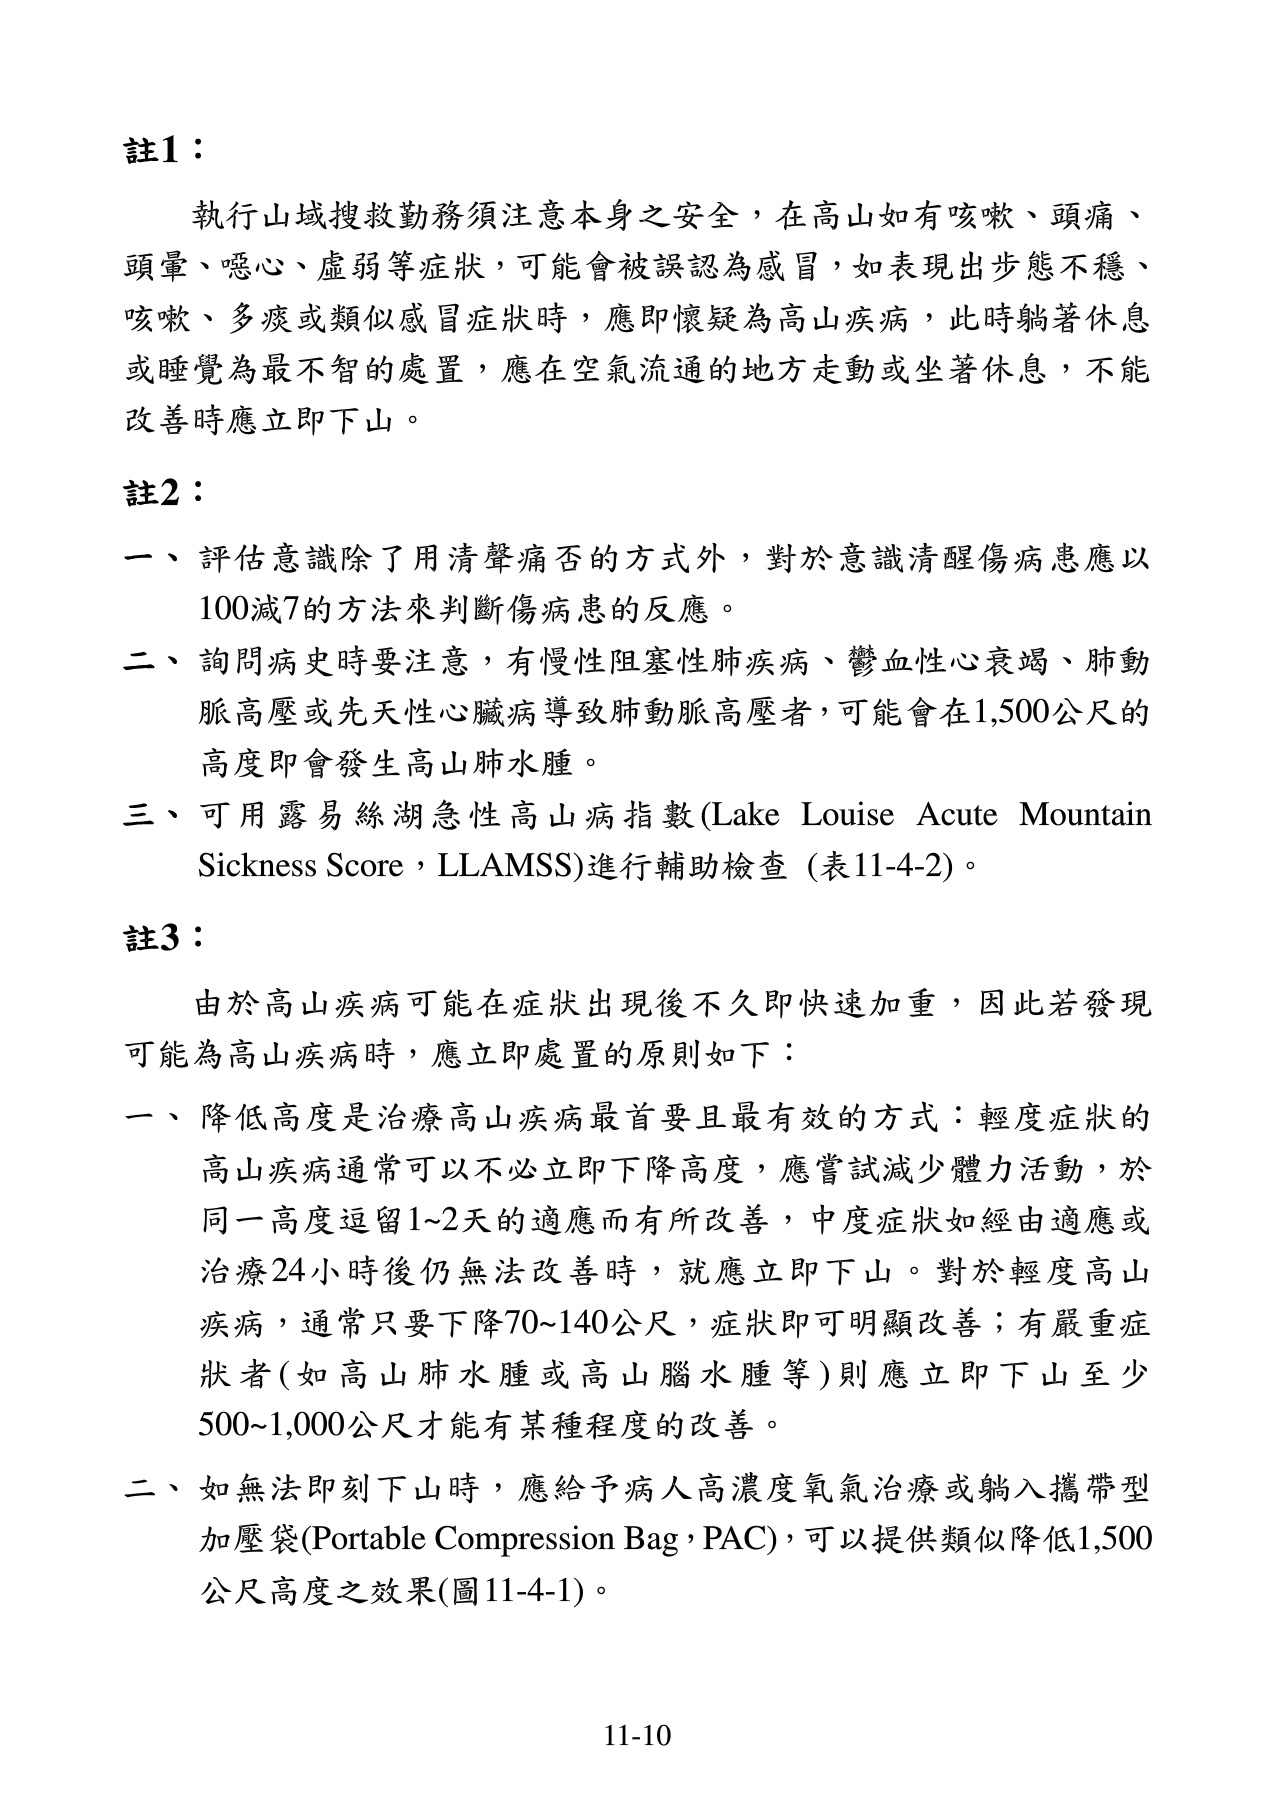 註1：
執行山域搜救勤務須注意本身之安全，在高山如有咳嗽、頭痛、
頭暈、噁心、虛弱等症狀，可能會被誤認為感冒，如表現出步態不穩、
咳嗽、多痰或類似感冒症狀時，應即懷疑為高山疾病，此時躺著休息
或睡覺為最不智的處置，應在空氣流通的地方走動或坐著休息，不能
改善時應立即下山。
註2：
一、 評估意識除了用清聲痛否的方式外，對於意識清醒傷病患應以
100減7的方法來判斷傷病患的反應。
二、 詢問病史時要注意，有慢性阻塞性肺疾病、鬱血性心衰竭、肺動
脈高壓或先天性心臟病導致肺動脈高壓者，可能會在1,500公尺的
高度即會發生高山肺水腫。
三、 可用露易絲湖急性高山病指數(Lake Louise Acute Mountain
Sickness Score，LLAMSS)進行輔助檢查 (表11-4-2)。
註3：
由於高山疾病可能在症狀出現後不久即快速加重，因此若發現
可能為高山疾病時，應立即處置的原則如下：
一、 降低高度是治療高山疾病最首要且最有效的方式：輕度症狀的
高山疾病通常可以不必立即下降高度，應嘗試減少體力活動，於
同一高度逗留1~2天的適應而有所改善，中度症狀如經由適應或
治療24小時後仍無法改善時，就應立即下山。對於輕度高山
疾病，通常只要下降70~140公尺，症狀即可明顯改善；有嚴重症
狀者(如高山肺水腫或高山腦水腫等)則應立即下山至少
500~1,000公尺才能有某種程度的改善。
二、 如無法即刻下山時，應給予病人高濃度氧氣治療或躺入攜帶型
加壓袋(Portable Compression Bag，PAC)，可以提供類似降低1,500
公尺高度之效果(圖11-4-1)。
11-10